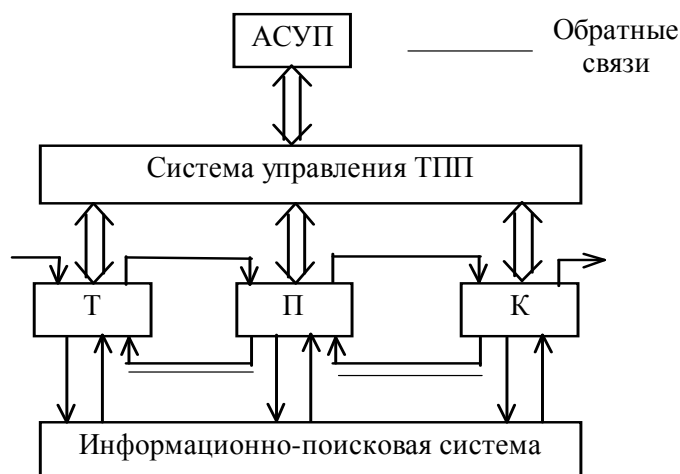 АСУП
Обратные
связи
Система управления ТПП
Т
П
К
Информационно-поисковая система